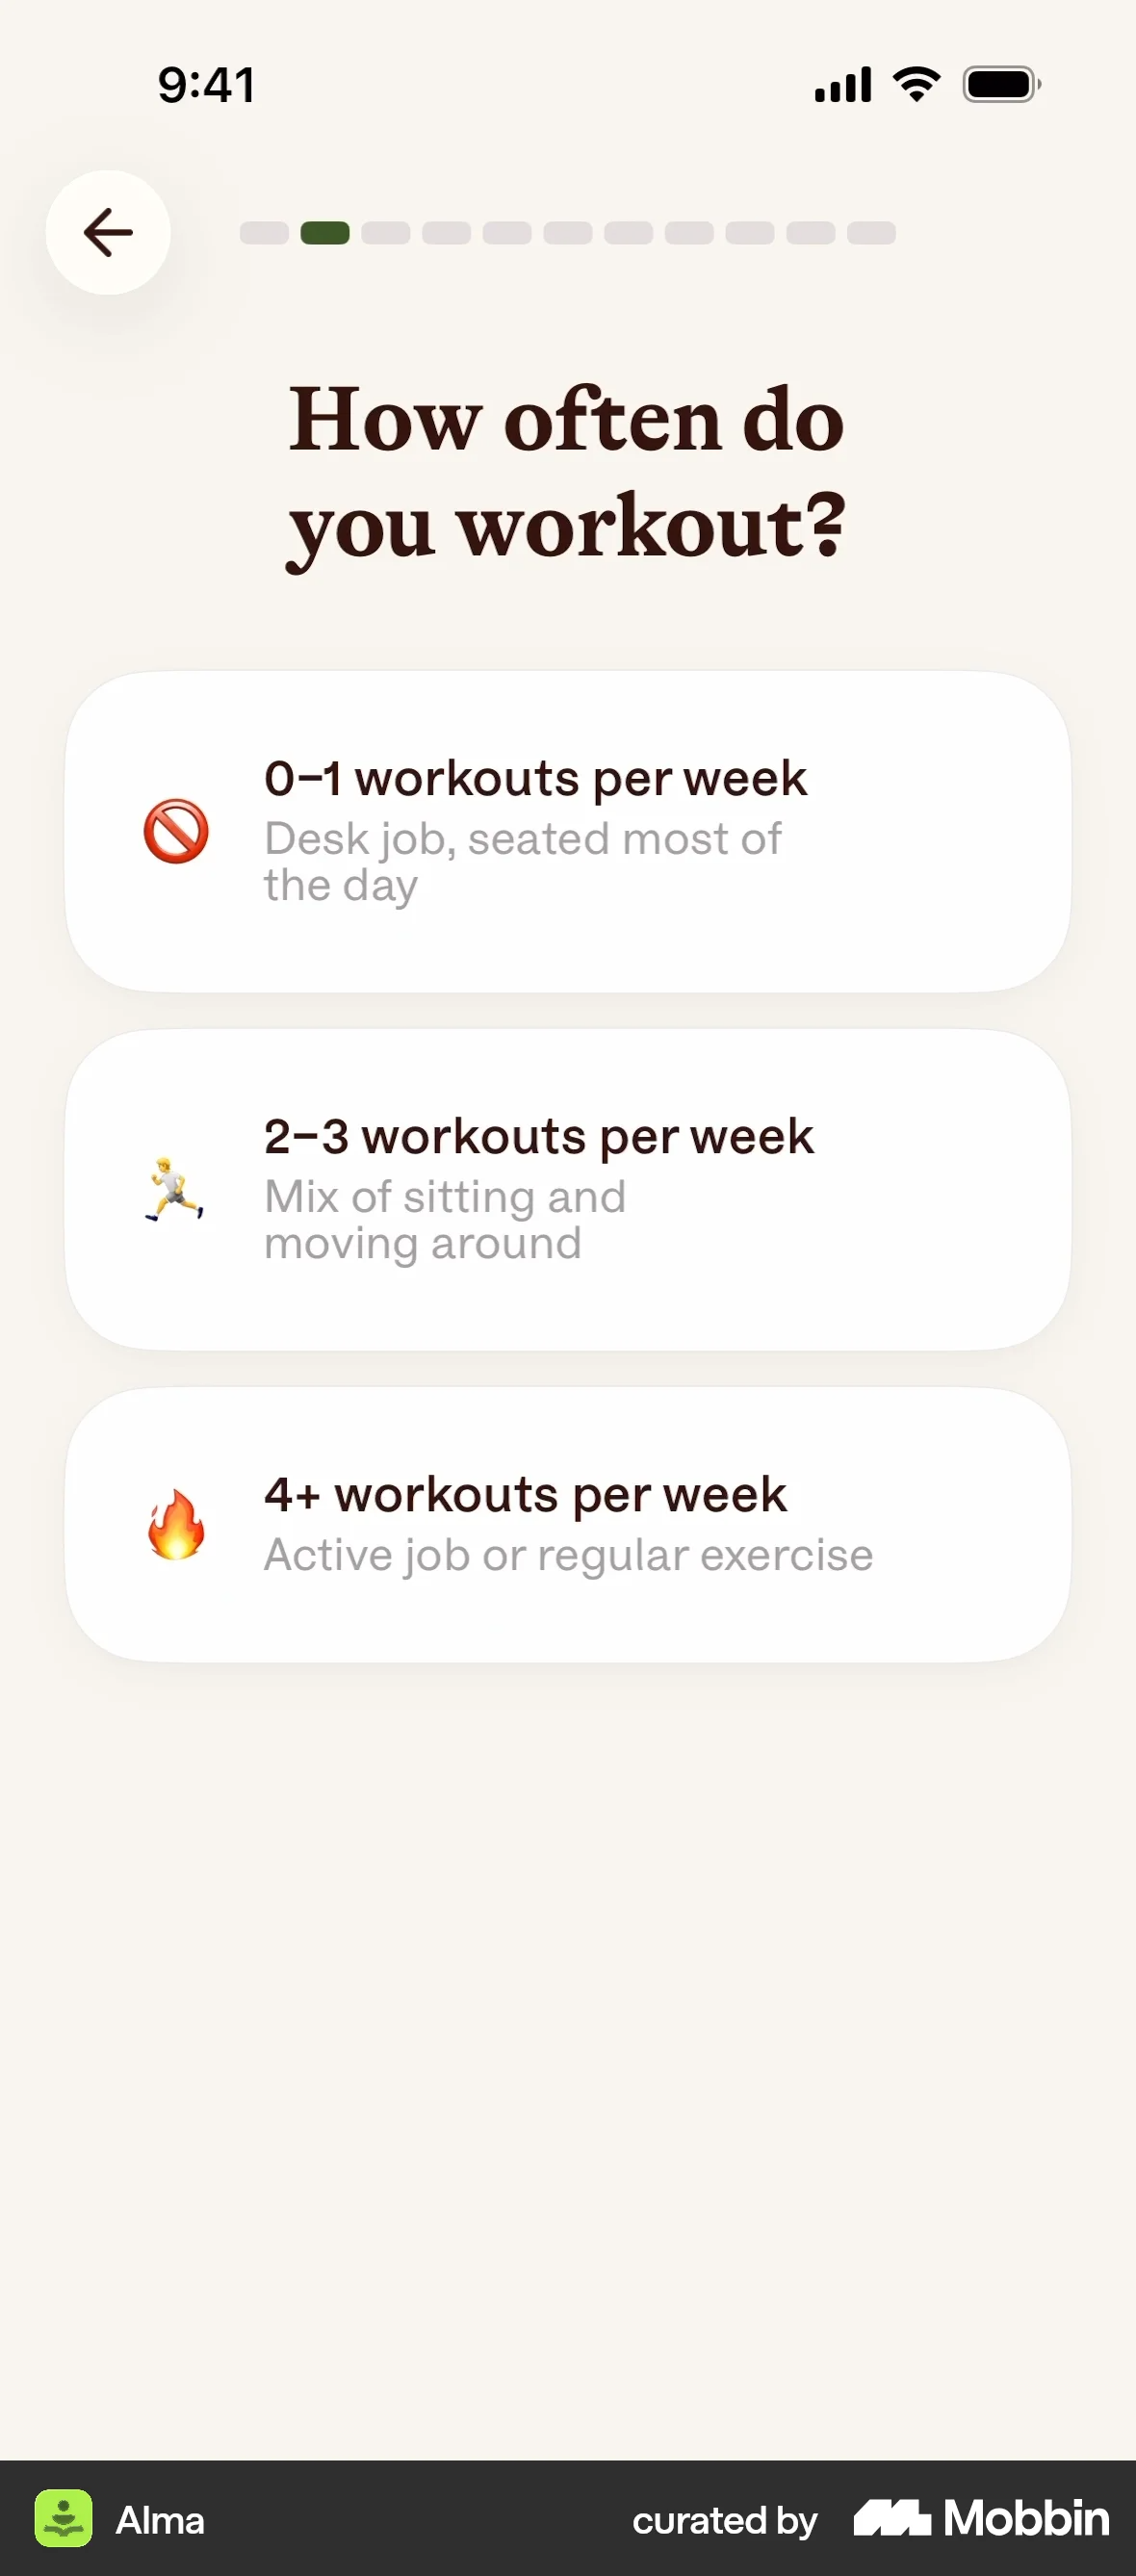 9:41
How often do
you workout?
0–1 workouts per week
Desk job, seated most of
the day
2–3 workouts per week
Mix of sitting and
moving around
4+ workouts per week
Active job or regular exercise
Alma
curated by Mobbin